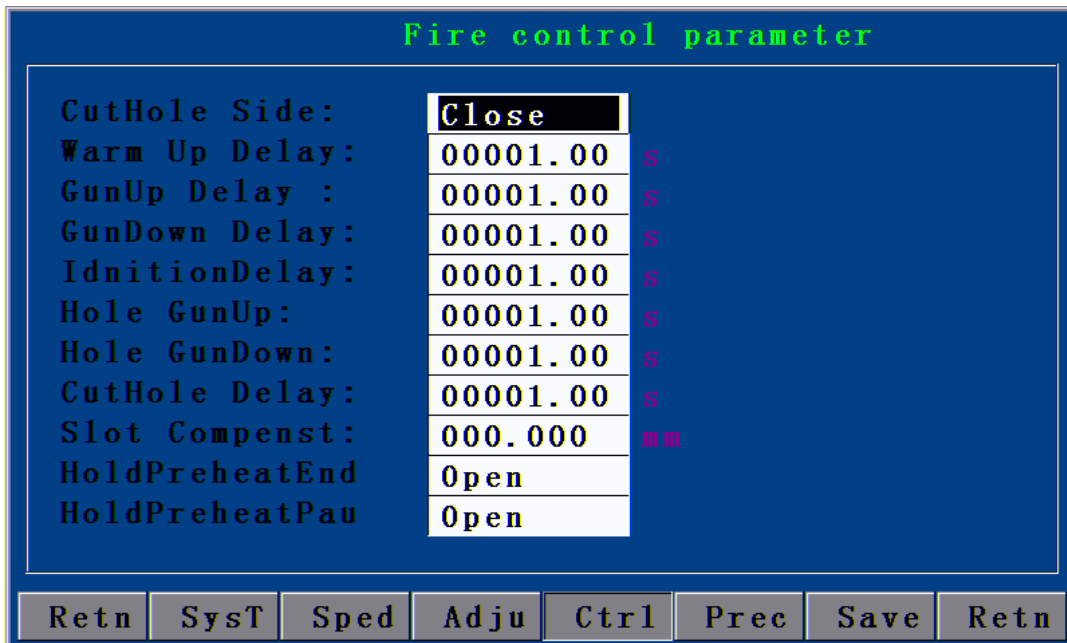 Fire control parameter
CutHole Side: Close
Warm Up Delay: 00001.00 s
GunUp Delay : 00001.00 s
GunDown Delay: 00001.00 s
IdnitionDelay: 00001.00 s
Hole GunUp: 00001.00 s
Hole GunDown: 00001.00 s
CutHole Delay: 00001.00 s
Slot Compenst: 000.000 mm
HoldPreheatEnd Open
HoldPreheatPau Open
Retn SysT Sped Adju Ctrl Prec Save Retn